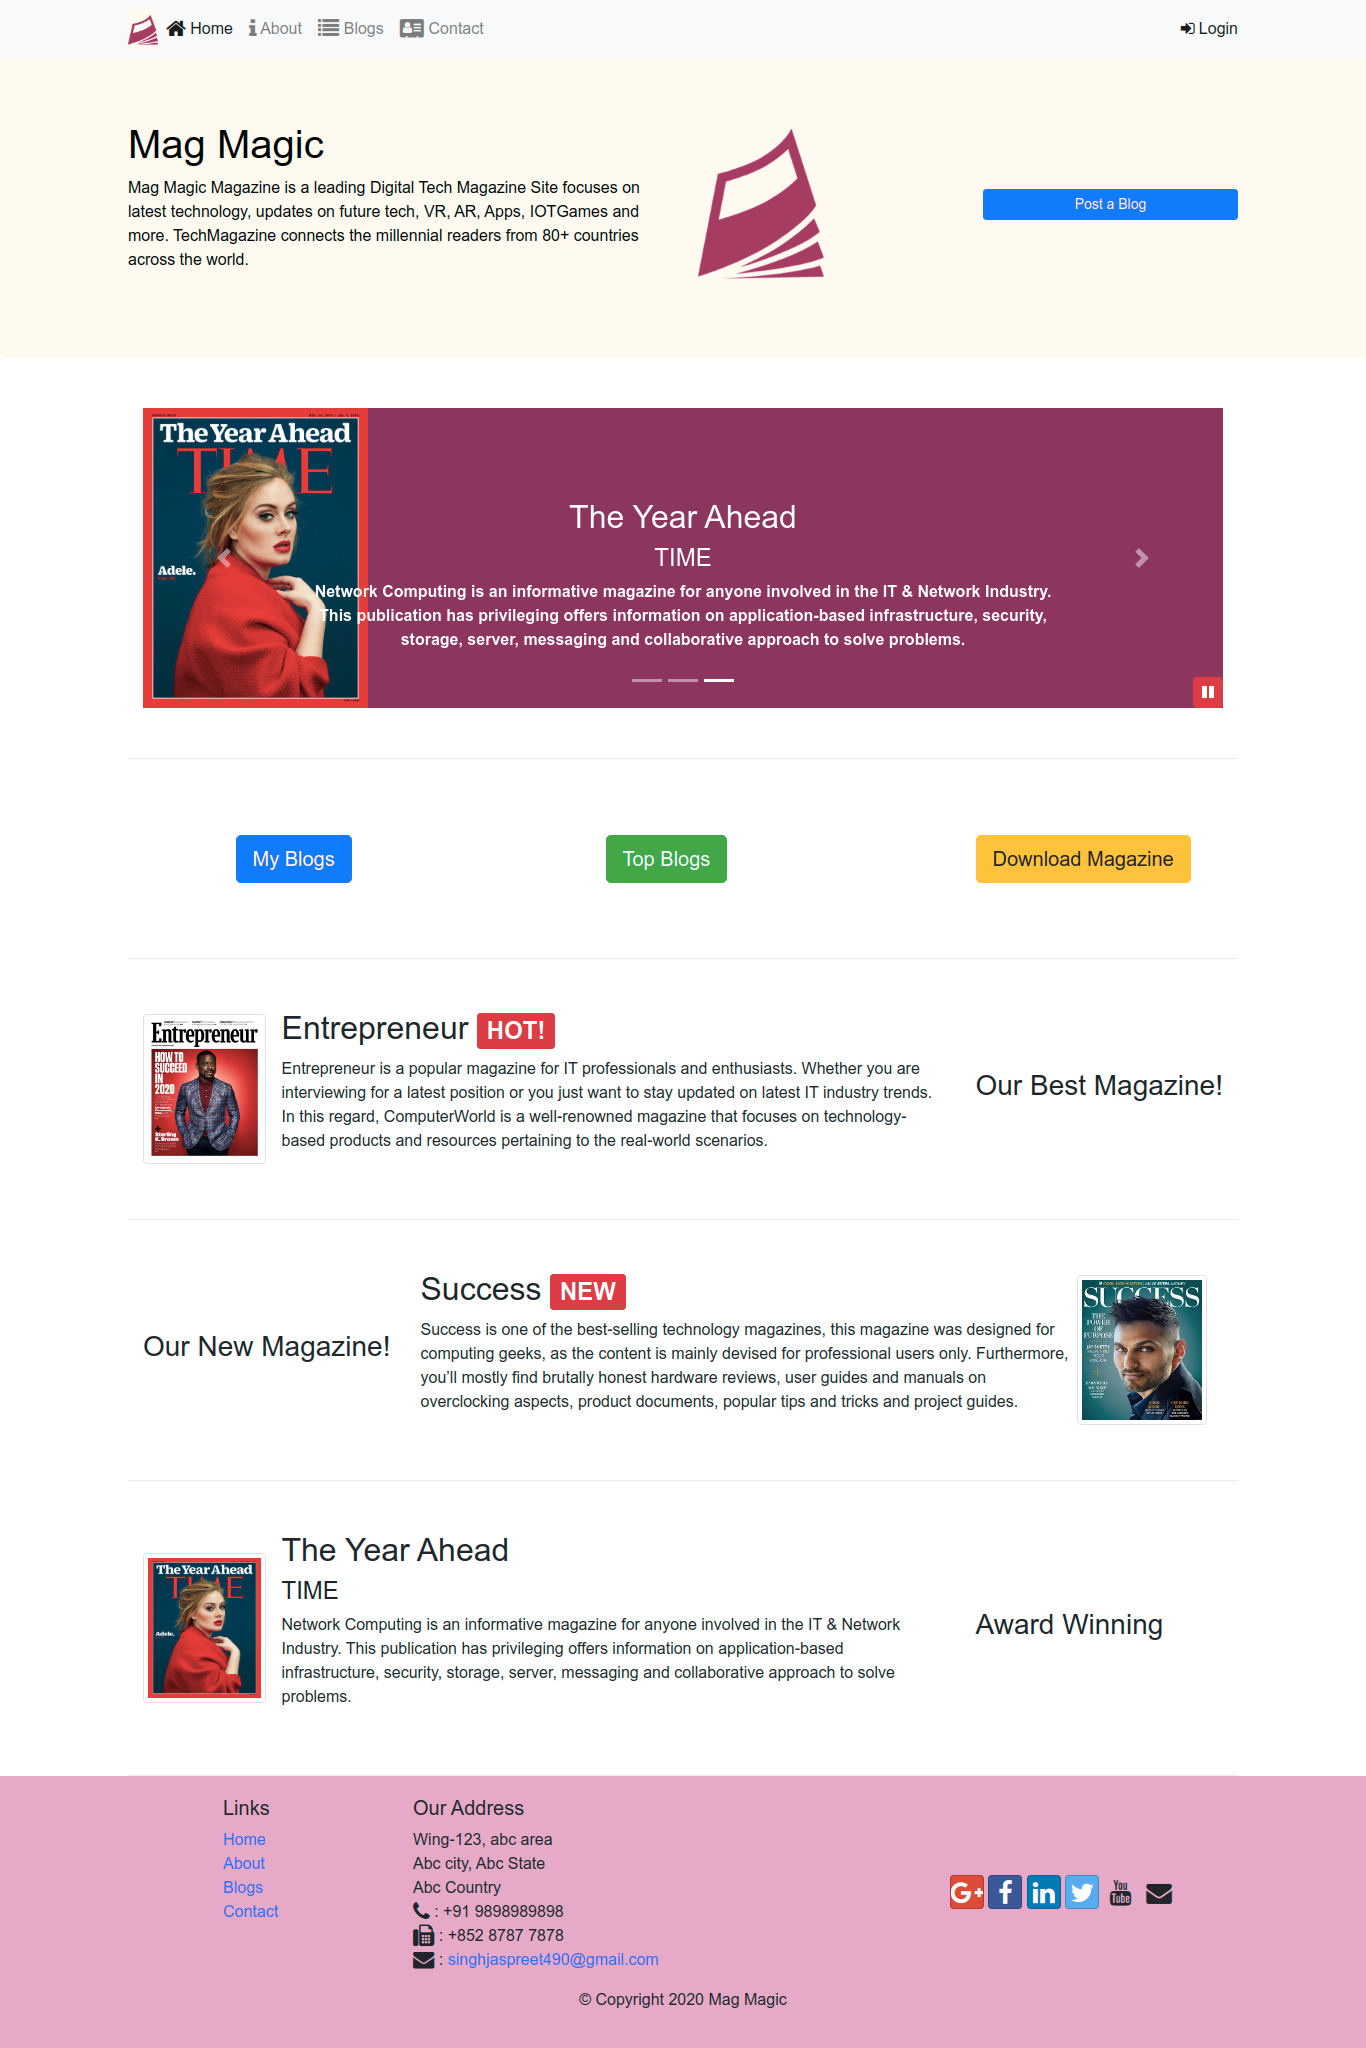 Home About Blogs Contact Login
Mag Magic
Mag Magic Magazine is a leading Digital Tech Magazine Site focuses on
latest technology, updates on future tech, VR, AR, Apps, IOTGames and
more. TechMagazine connects the millennial readers from 80+ countries
across the world.
Post a Blog
The Year Ahead
TIME
Adele.
The Year Ahead
TIME
Network Computing is an informative magazine for anyone involved in the IT & Network Industry.
This publication has privileging offers information on application-based infrastructure, security,
storage, server, messaging and collaborative approach to solve problems.
My Blogs
Top Blogs
Download Magazine
Entrepreneur
HOW TO
SUCCEED
IN
2020
Sterling
K. Brown
Entrepreneur HOT!
Entrepreneur is a popular magazine for IT professionals and enthusiasts. Whether you are
interviewing for a latest position or you just want to stay updated on latest IT industry trends.
In this regard, ComputerWorld is a well-renowned magazine that focuses on technology-
based products and resources pertaining to the real-world scenarios.
Our Best Magazine!
Our New Magazine!
Success NEW
Success is one of the best-selling technology magazines, this magazine was designed for
computing geeks, as the content is mainly devised for professional users only. Furthermore,
you’ll mostly find brutally honest hardware reviews, user guides and manuals on
overclocking aspects, product documents, popular tips and tricks and project guides.
SUCCESS
THE
POWER
OF
PURPOSE
The Year Ahead
TIME
Adele.
The Year Ahead
TIME
Network Computing is an informative magazine for anyone involved in the IT & Network
Industry. This publication has privileging offers information on application-based
infrastructure, security, storage, server, messaging and collaborative approach to solve
problems.
Award Winning
Links
Home
About
Blogs
Contact
Our Address
Wing-123, abc area
Abc city, Abc State
Abc Country
: +91 9898989898
: +852 8787 7878
: singhjaspreet490@gmail.com
G+ f in You Tube
© Copyright 2020 Mag Magic